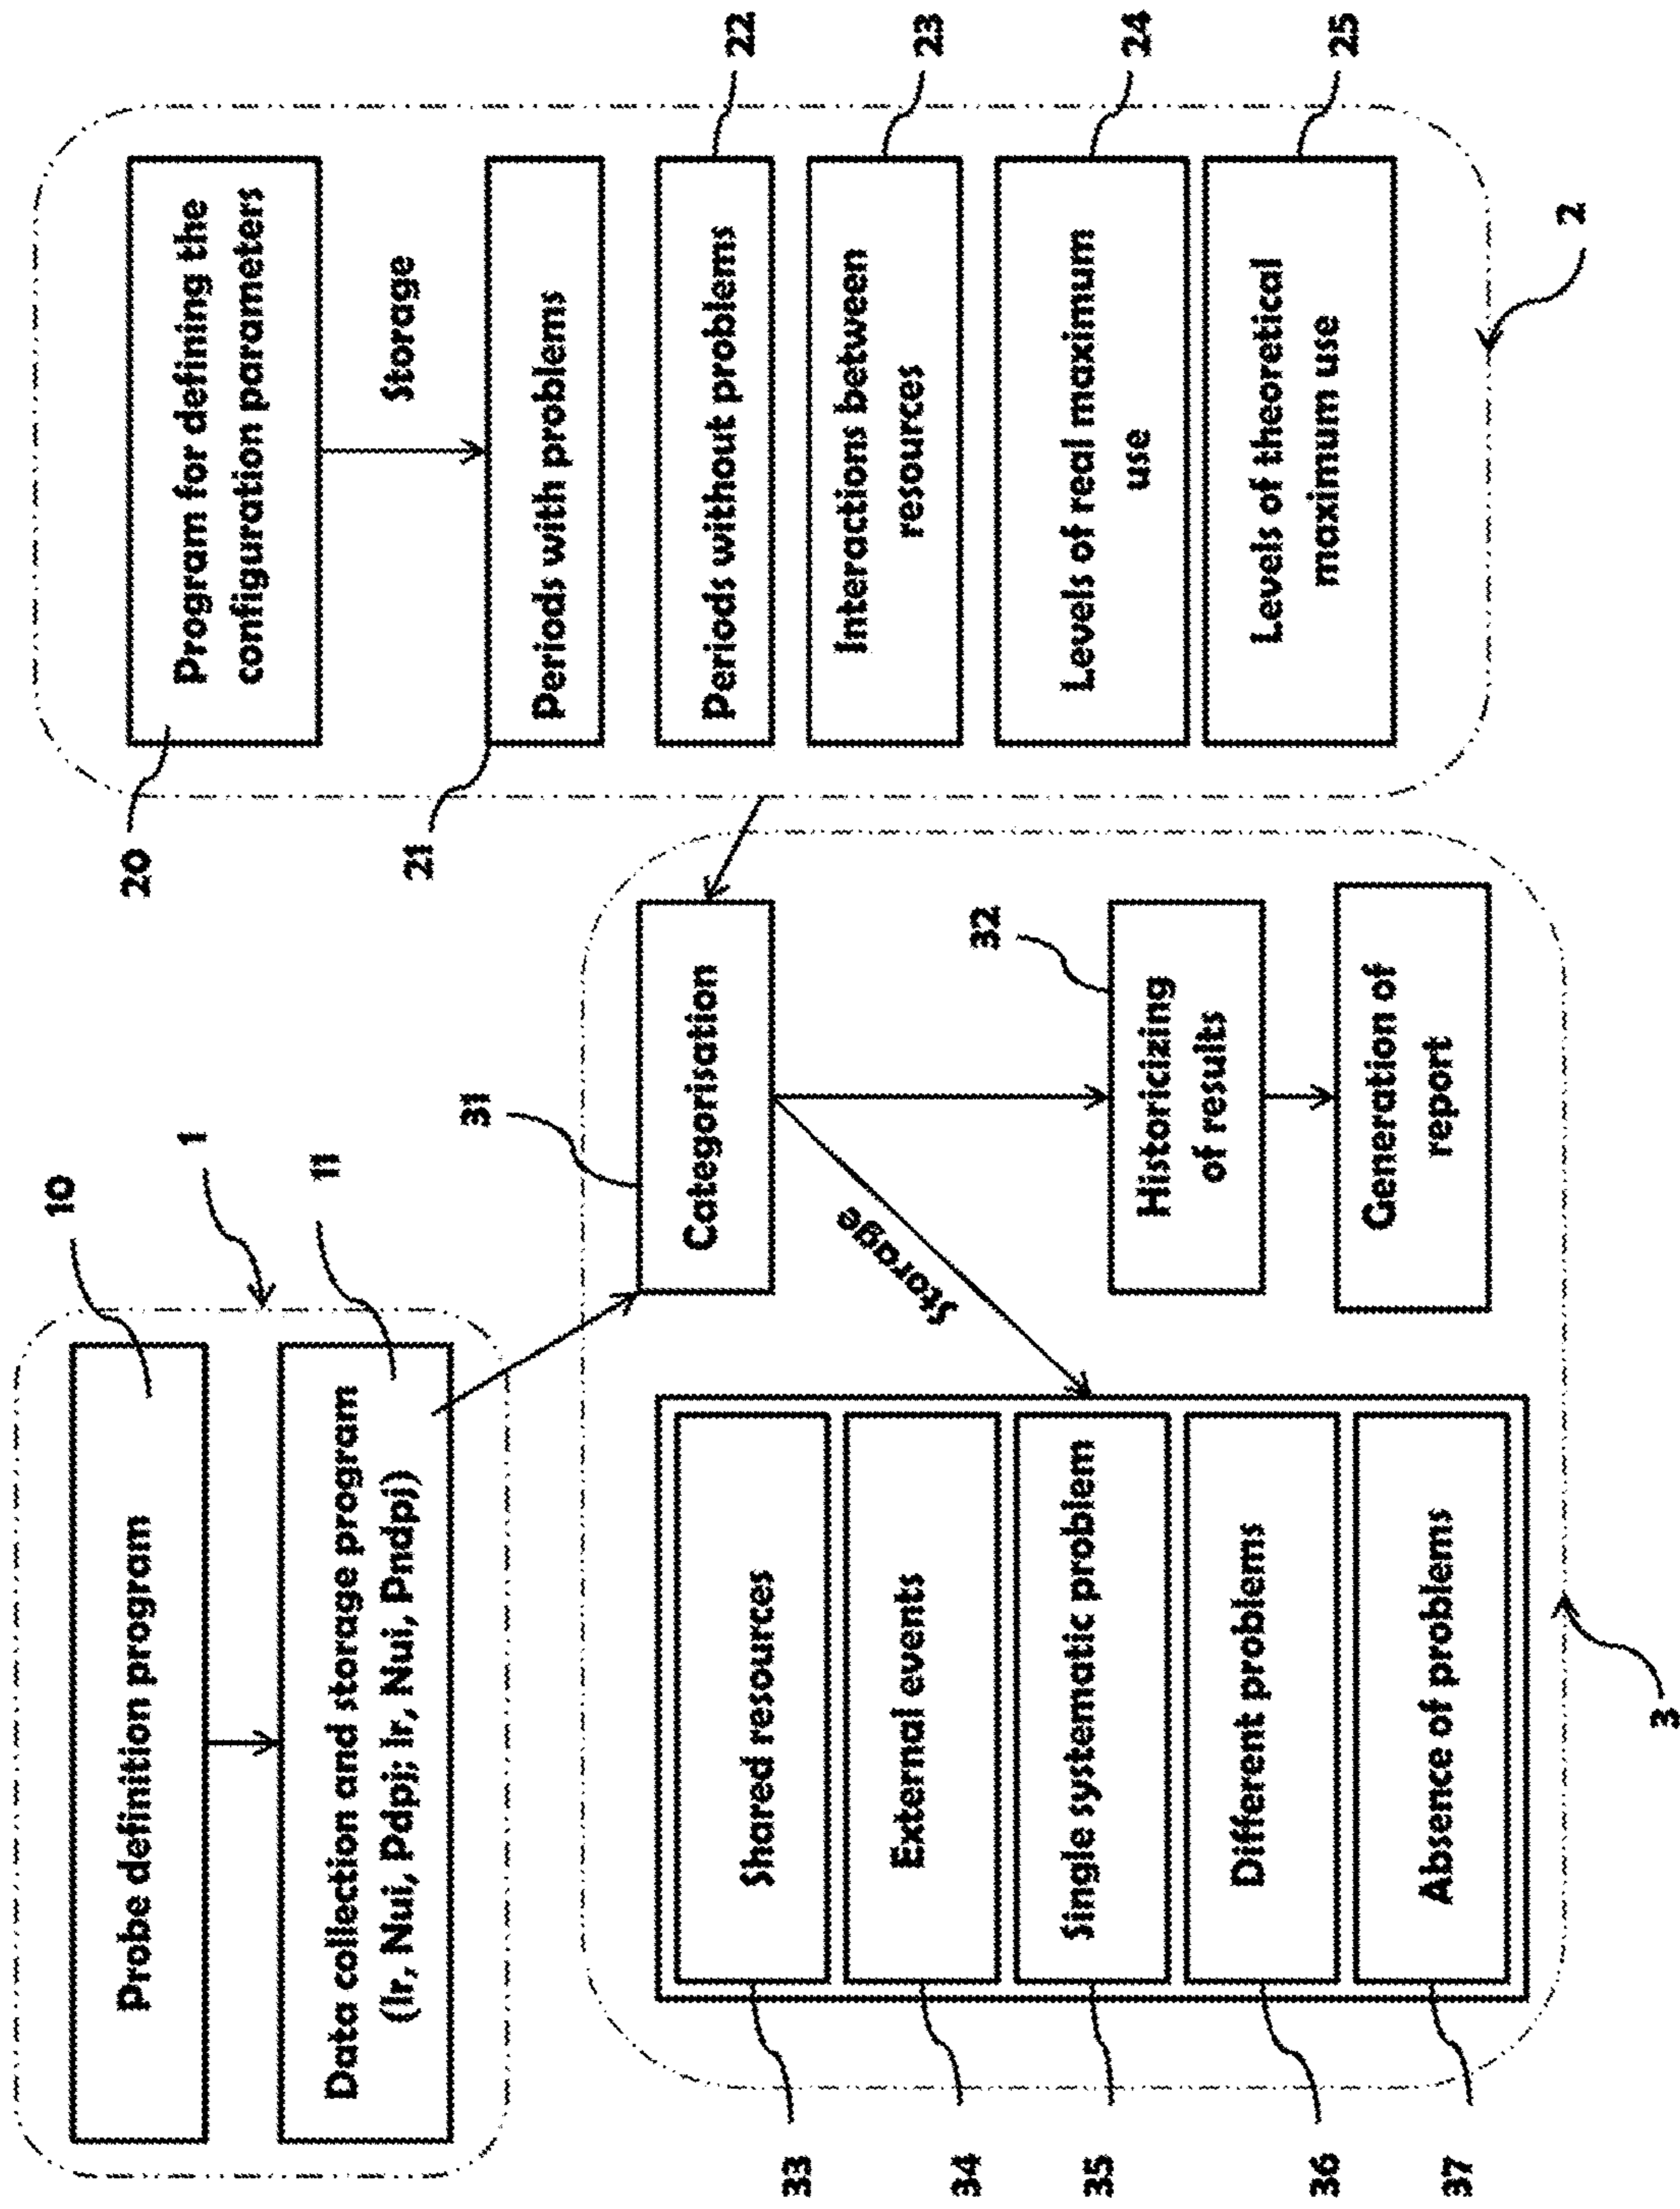 10
1
11
Probe definition program
Data collection and storage program
(Ir, Nui, Pdpj; Ir, Nui, Pndpj)
20
Program for defining the
configuration parameters
Storage
21
Periods with problems
Periods without problems
22
Interactions between
resources
23
Levels of real maximum
use
24
Levels of theoretical
maximum use
25
2
31
Categorisation
Storage
32
Historicizing
of results
Generation of
report
33
Shared resources
34
External events
35
Single systematic problem
36
Different problems
37
Absence of problems
3